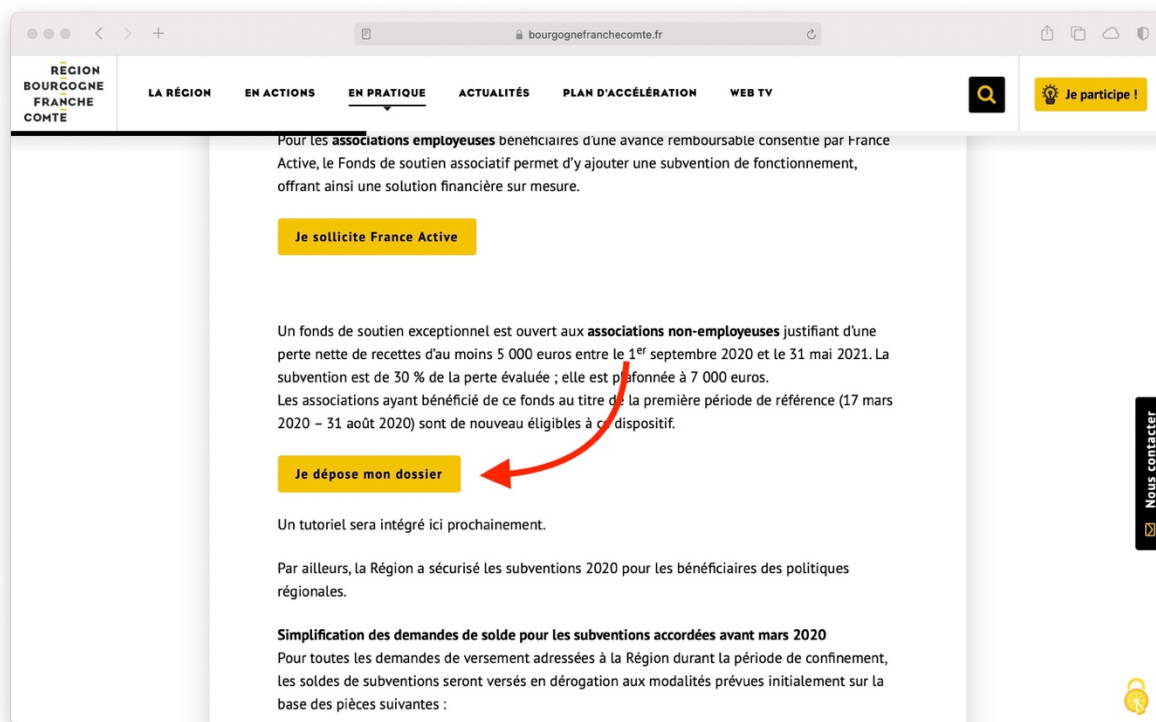 bourgognefranchecomte.fr
RÉGION
BOURGOGNE
FRANCHE
COMTE
LA RÉGION
EN ACTIONS
EN PRATIQUE
ACTUALITÉS
PLAN D'ACCÉLÉRATION
WEB TV
Je participe !
Pour les associations employeuses bénéficiaires d'une avance remboursable consentie par France
Active, le Fonds de soutien associatif permet d'y ajouter une subvention de fonctionnement,
offrant ainsi une solution financière sur mesure.
Je sollicite France Active
Un fonds de soutien exceptionnel est ouvert aux associations non-employeuses justifiant d'une
perte nette de recettes d'au moins 5 000 euros entre le 1er septembre 2020 et le 31 mai 2021. La
subvention est de 30 % de la perte évaluée ; elle est plafonnée à 7 000 euros.
Les associations ayant bénéficié de ce fonds au titre de la première période de référence (17 mars
2020 – 31 août 2020) sont de nouveau éligibles à ce dispositif.
Je dépose mon dossier
Un tutoriel sera intégré ici prochainement.
Par ailleurs, la Région a sécurisé les subventions 2020 pour les bénéficiaires des politiques
régionales.
Simplification des demandes de solde pour les subventions accordées avant mars 2020
Pour toutes les demandes de versement adressées à la Région durant la période de confinement,
les soldes de subventions seront versés en dérogation aux modalités prévues initialement sur la
base des pièces suivantes :
Nous contacter